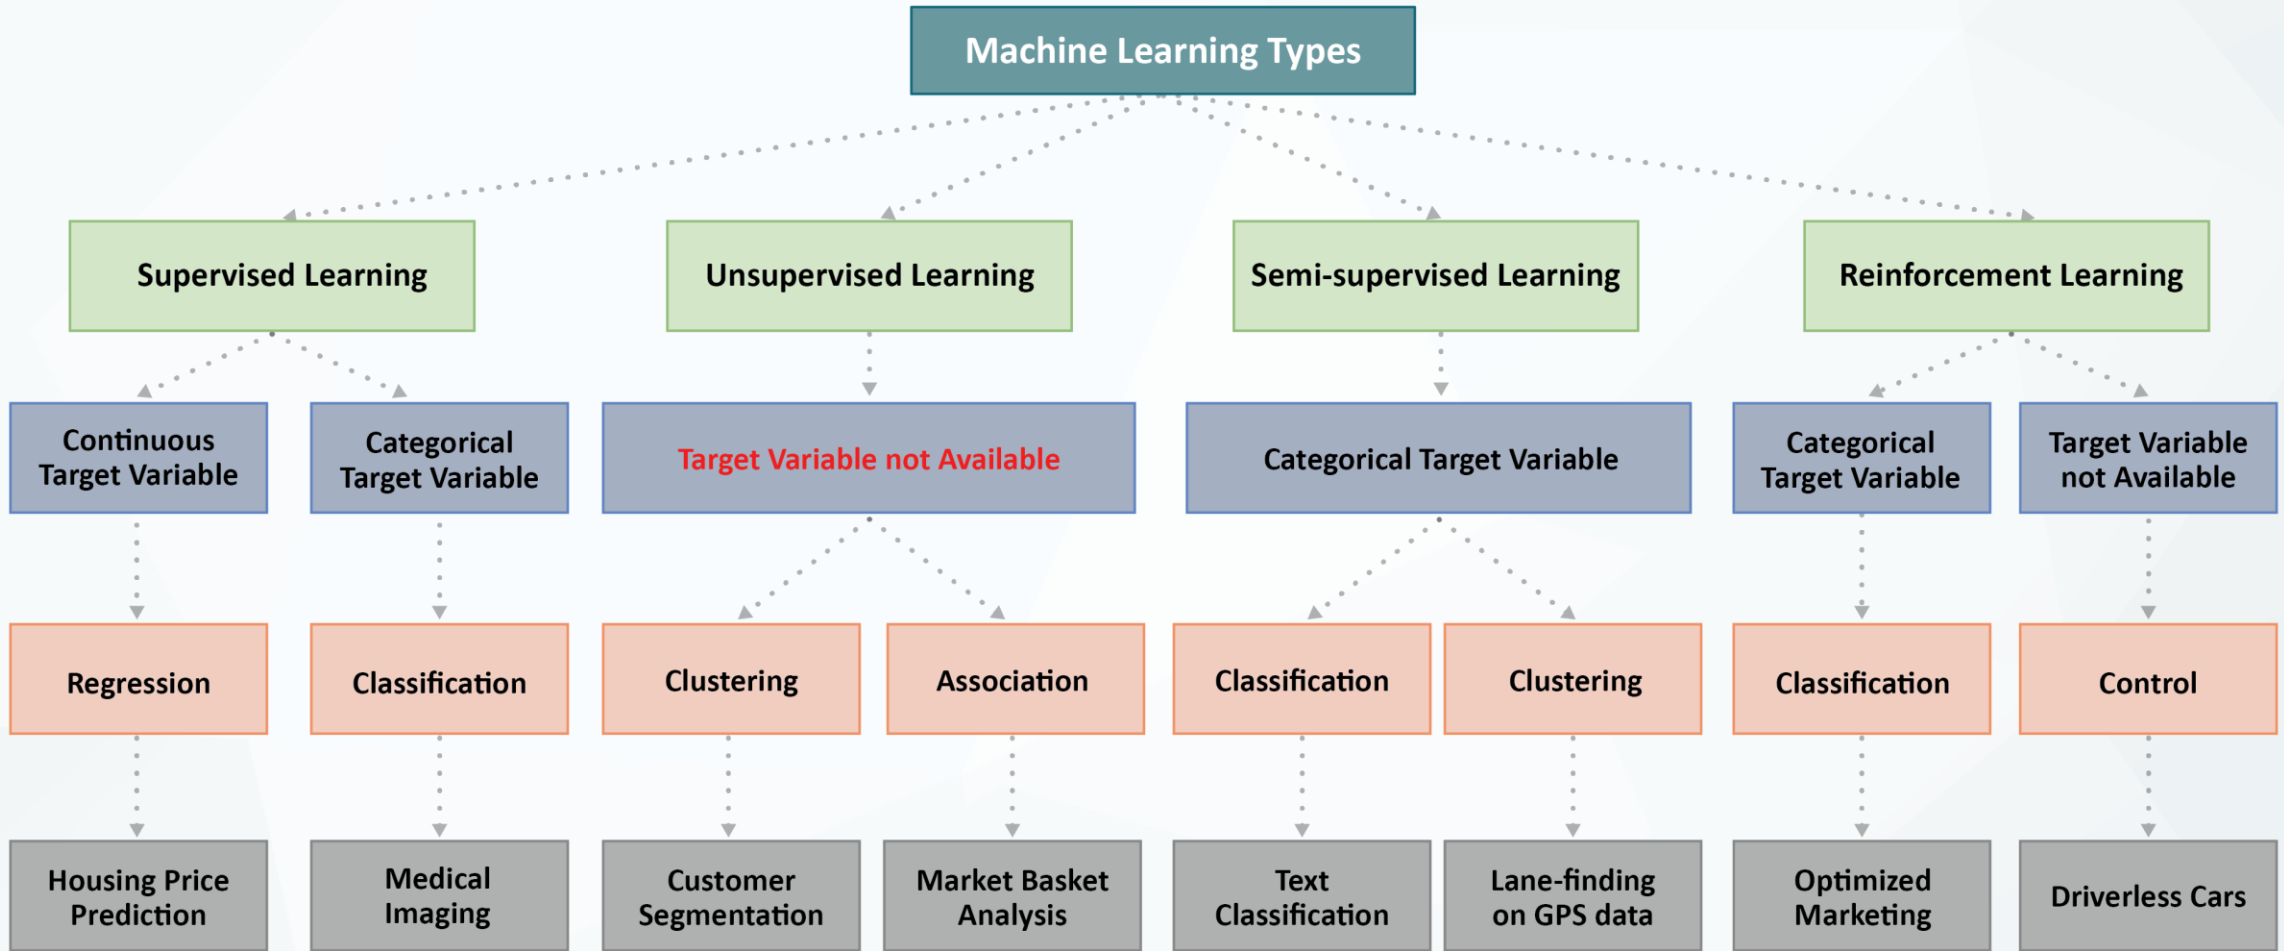 Machine Learning Types
Supervised Learning
Unsupervised Learning
Semi-supervised Learning
Reinforcement Learning
Continuous
Target Variable
Categorical
Target Variable
Target Variable not Available
Categorical Target Variable
Categorical
Target Variable
Target Variable
not Available
Regression
Classification
Clustering
Association
Classification
Clustering
Classification
Control
Housing Price
Prediction
Medical
Imaging
Customer
Segmentation
Market Basket
Analysis
Text
Classification
Lane-finding
on GPS data
Optimized
Marketing
Driverless Cars